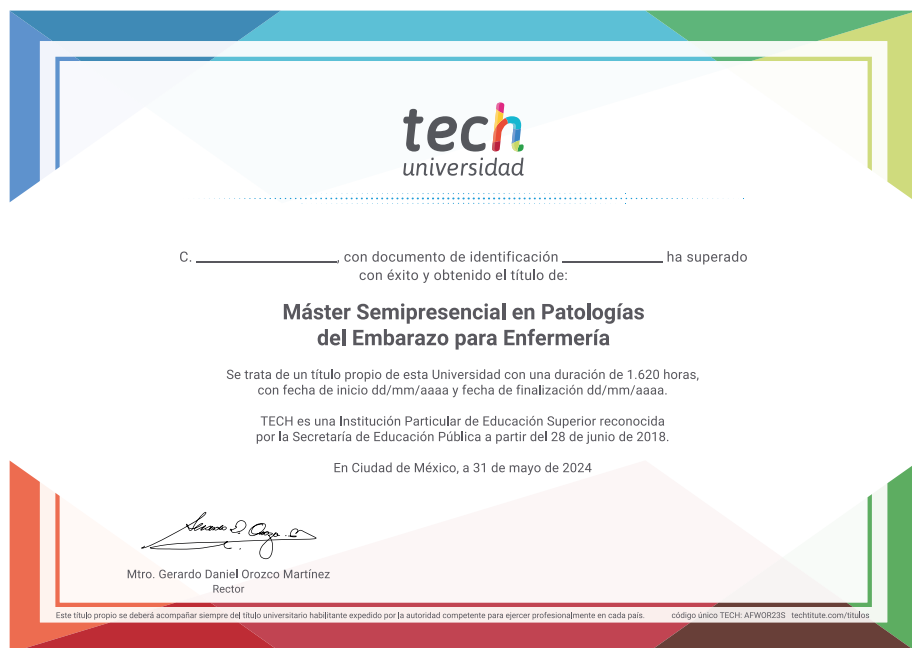 tech
universidad
C. ____________________, con documento de identificación ______________ ha superado
con éxito y obtenido el título de:
Máster Semipresencial en Patologías
del Embarazo para Enfermería
Se trata de un título propio de esta Universidad con una duración de 1.620 horas,
con fecha de inicio dd/mm/aaaa y fecha de finalización dd/mm/aaaa.
TECH es una Institución Particular de Educación Superior reconocida
por la Secretaría de Educación Pública a partir del 28 de junio de 2018.
En Ciudad de México, a 31 de mayo de 2024
Mtro. Gerardo Daniel Orozco Martínez
Rector
Este título propio se deberá acompañar siempre del título universitario habilitante expedido por la autoridad competente para ejercer profesionalmente en cada país. código único TECH: AFWOR23S techtitute.com/titulos